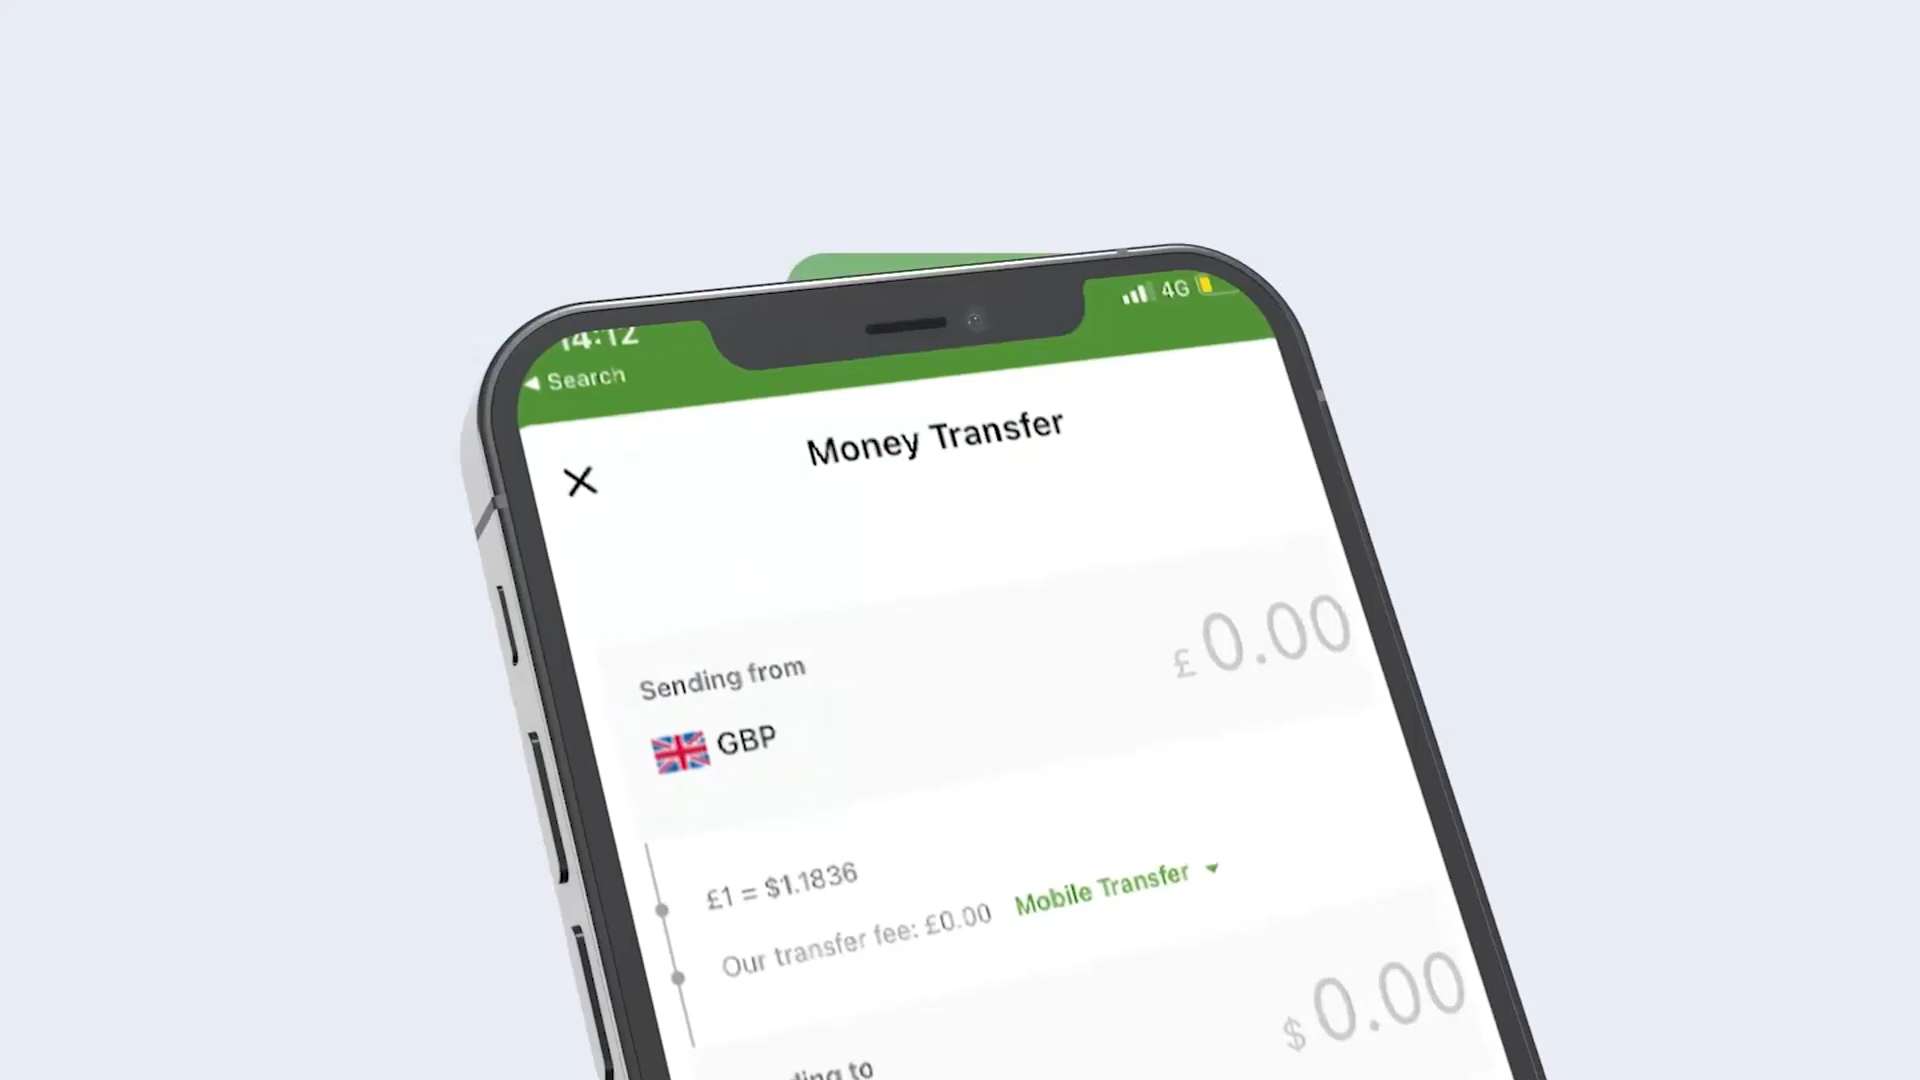 14:12
4G
Search
Money Transfer
Sending from
£0.00
GBP
£1 = $1.1836
Our transfer fee: £0.00 Mobile Transfer
$0.00
to